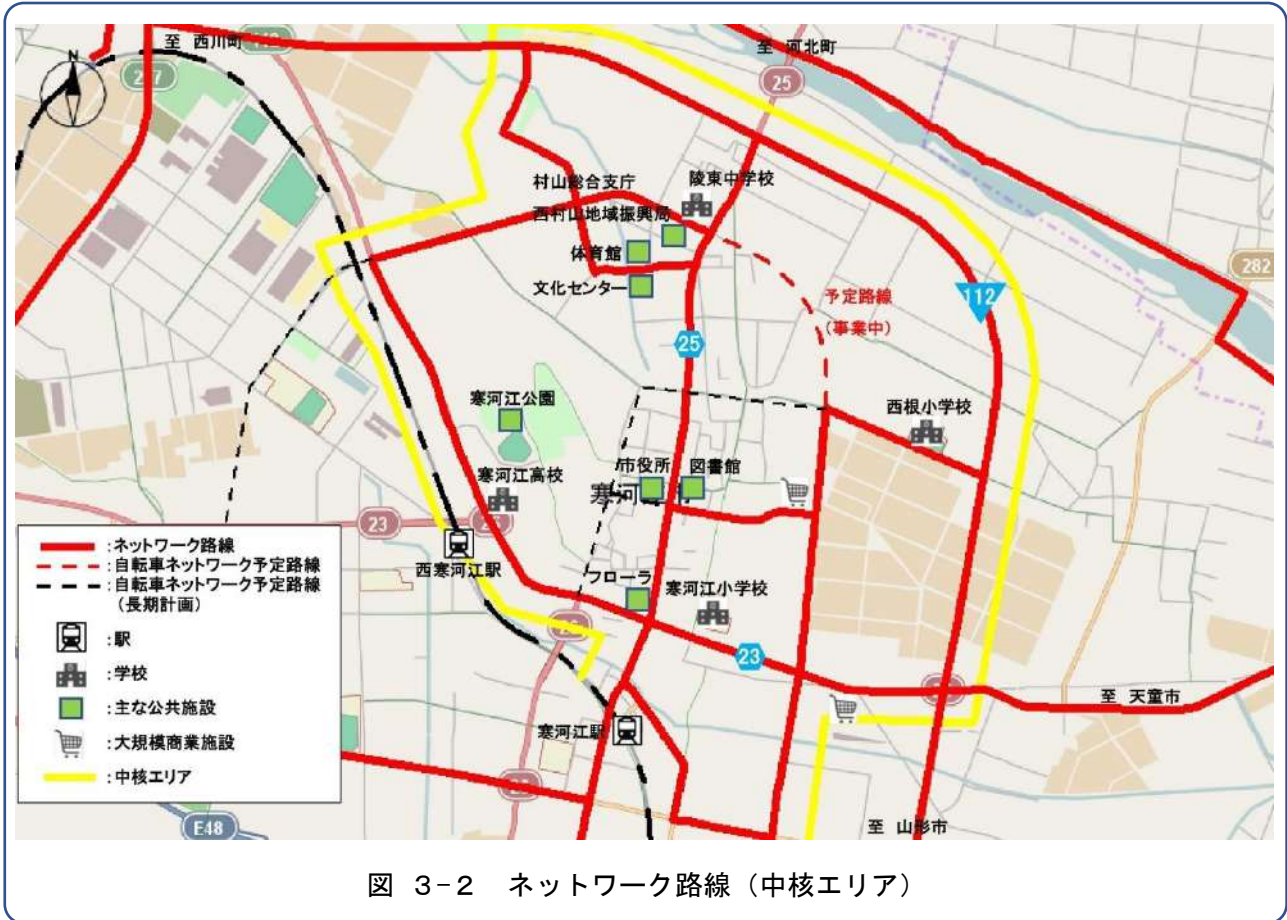 至 西川町
至 河北町
N
25
村山総合支庁
陵東中学校
西村山地域振興局
体育館
282
文化センター
予定路線
(事業中)
112
25
寒河江公園
西根小学校
市役所
図書館
寒河江高校
23
西寒河江駅
フローラ
寒河江小学校
23
至 天童市
寒河江駅
至 山形市
E48
:ネットワーク路線
:自転車ネットワーク予定路線
:自転車ネットワーク予定路線
(長期計画)
:駅
:学校
:主な公共施設
:大規模商業施設
:中核エリア
図 3-2 ネットワーク路線（中核エリア）